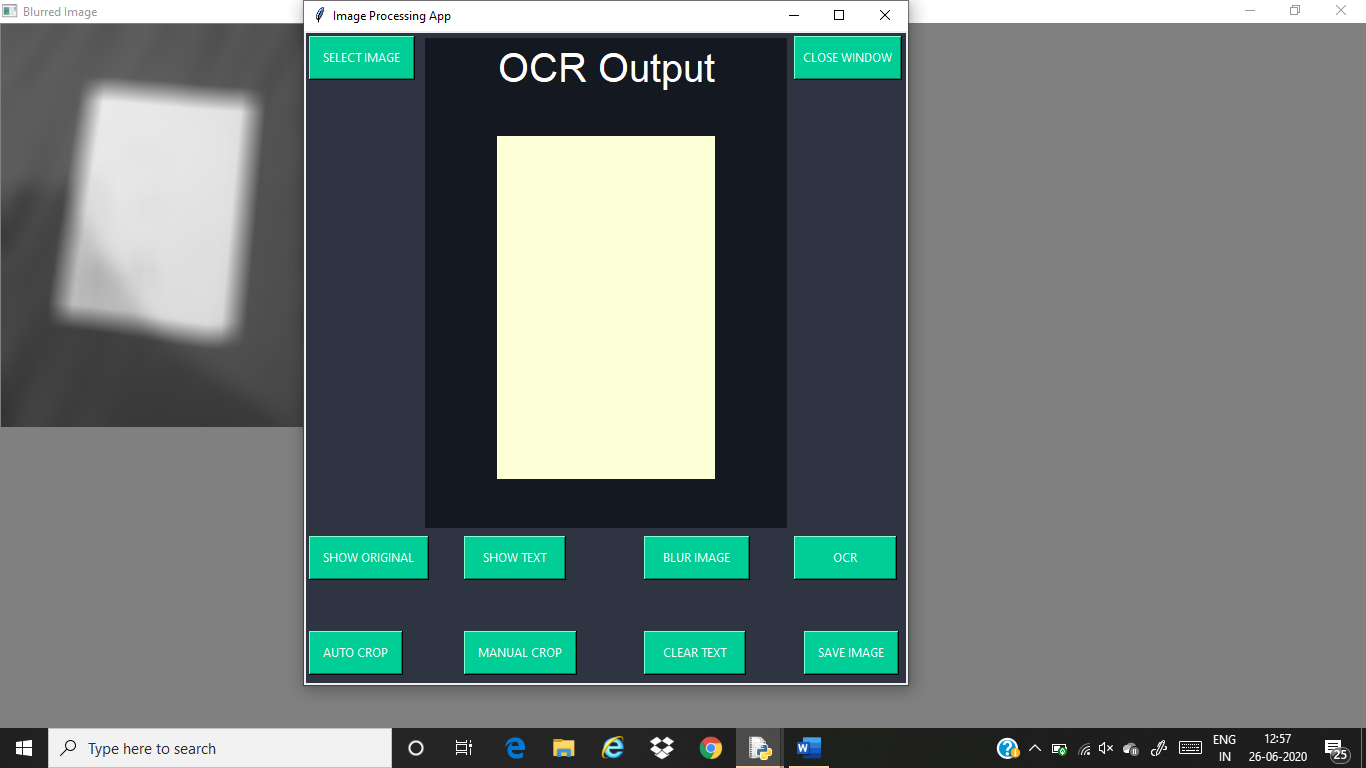 Blurred Image
Image Processing App
SELECT IMAGE
OCR Output
CLOSE WINDOW
SHOW ORIGINAL
SHOW TEXT
BLUR IMAGE
OCR
AUTO CROP
MANUAL CROP
CLEAR TEXT
SAVE IMAGE
Type here to search
ENG
IN
12:57
26-06-2020
25